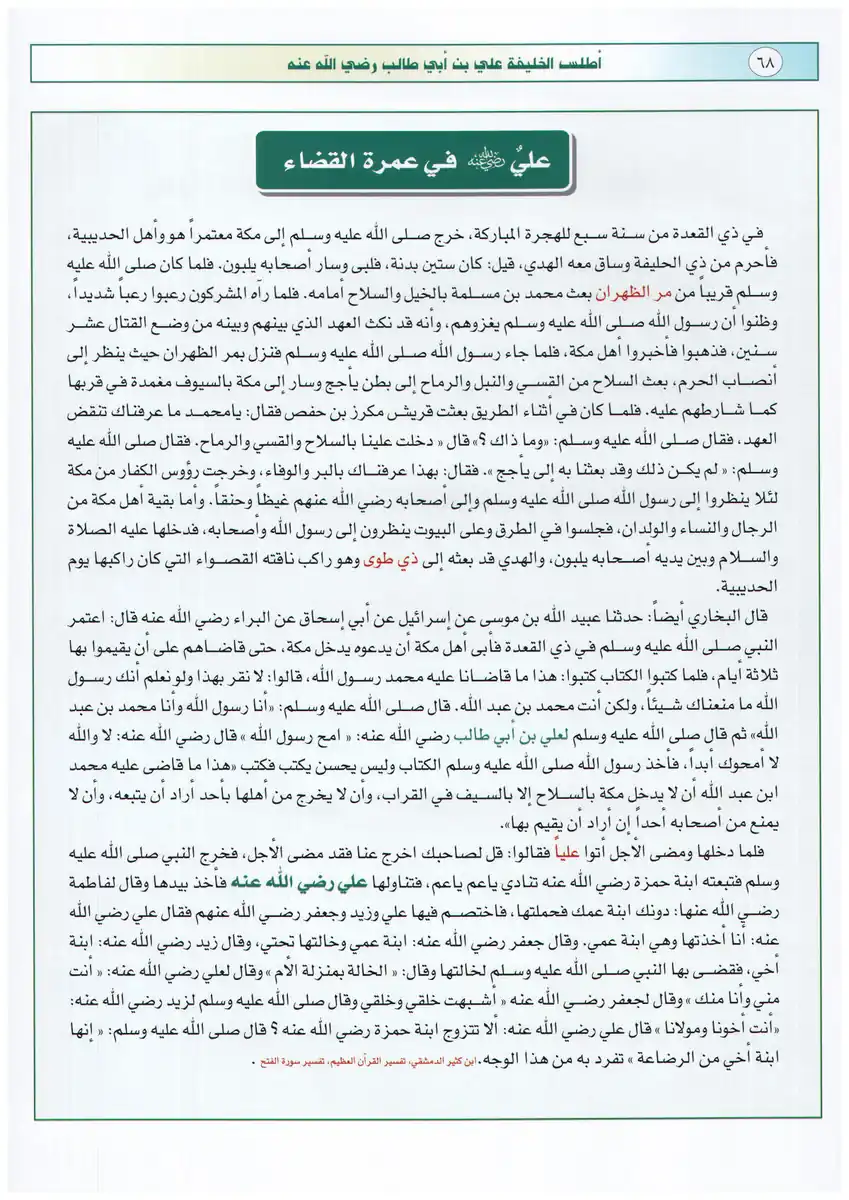 ٦٨
أطلس الخليفة علي بن أبي طالب رضي الله عنه
عليٌ رضي الله عنه في عمرة القضاء
في ذي القعدة من سنة سبع للهجرة المباركة، خرج صلى الله عليه وسلم إلى مكة معتمراً هو وأهل الحديبية،
فأحرم من ذي الحليفة وساق معه الهدي، قيل: كان ستين بدنة، فلبى وسار أصحابه يلبون. فلما كان صلى الله عليه
وسلم قريباً من مر الظهران بعث محمد بن مسلمة بالخيل والسلاح أمامه. فلما رآه المشركون رعبوا رعباً شديداً،
وظنوا أن رسول الله صلى الله عليه وسلم يغزوهم، وأنه قد نكث العهد الذي بينهم وبينه من وضع القتال عشر
سنين، فذهبوا فأخبروا أهل مكة، فلما جاء رسول الله صلى الله عليه وسلم فنزل بمر الظهران حيث ينظر إلى
أنصاب الحرم، بعث السلاح من القسي والنبل والرماح إلى بطن يأجج وسار إلى مكة بالسيوف مغمدة في قربها
كما شارطهم عليه. فلما كان في أثناء الطريق بعثت قريش مكرز بن حفص فقال: يامحمد ما عرفناك تنقض
العهد، فقال صلى الله عليه وسلم: «وما ذاك ؟» قال « دخلت علينا بالسلاح والقسي والرماح. فقال صلى الله عليه
وسلم: « لم يكن ذلك وقد بعثنا به إلى يأجج ». فقال: بهذا عرفناك بالبر والوفاء، وخرجت رؤوس الكفار من مكة
لئلا ينظروا إلى رسول الله صلى الله عليه وسلم وإلى أصحابه رضي الله عنهم غيظاً وحنقاً. وأما بقية أهل مكة من
الرجال والنساء والولدان، فجلسوا في الطرق وعلى البيوت ينظرون إلى رسول الله وأصحابه، فدخلها عليه الصلاة
والسلام وبين يديه أصحابه يلبون، والهدي قد بعثه إلى ذي طوى وهو راكب ناقته القصواء التي كان راكبها يوم
الحديبية.
قال البخاري أيضاً: حدثنا عبيد الله بن موسى عن إسرائيل عن أبي إسحاق عن البراء رضي الله عنه قال: اعتمر
النبي صلى الله عليه وسلم في ذي القعدة فأبى أهل مكة أن يدعوه يدخل مكة، حتى قاضاهم على أن يقيموا بها
ثلاثة أيام، فلما كتبوا الكتاب كتبوا: هذا ما قاضانا عليه محمد رسول الله، قالوا: لا نقر بهذا ولو نعلم أنك رسول
الله ما منعناك شيئاً، ولكن أنت محمد بن عبد الله. قال صلى الله عليه وسلم: «أنا رسول الله وأنا محمد بن عبد
الله» ثم قال صلى الله عليه وسلم لعلي بن أبي طالب رضي الله عنه: « امح رسول الله » قال رضي الله عنه: لا والله
لا أمحوك أبداً، فأخذ رسول الله صلى الله عليه وسلم الكتاب وليس يحسن يكتب فكتب «هذا ما قاضى عليه محمد
ابن عبد الله أن لا يدخل مكة بالسلاح إلا بالسيف في القراب، وأن لا يخرج من أهلها بأحد أراد أن يتبعه، وأن لا
يمنع من أصحابه أحداً إن أراد أن يقيم بها».
فلما دخلها ومضى الأجل أتوا علياً فقالوا: قل لصاحبك اخرج عنا فقد مضى الأجل، فخرج النبي صلى الله عليه
وسلم فتبعته ابنة حمزة رضي الله عنه تنادي ياعم ياعم، فتناولها علي رضي الله عنه فأخذ بيدها وقال لفاطمة
رضي الله عنها: دونك ابنة عمك فحملتها، فاختصم فيها علي وزيد وجعفر رضي الله عنهم فقال علي رضي الله
عنه: أنا أخذتها وهي ابنة عمي. وقال جعفر رضي الله عنه: ابنة عمي وخالتها تحتي، وقال زيد رضي الله عنه: ابنة
أخي، فقضى بها النبي صلى الله عليه وسلم لخالتها وقال: « الخالة بمنزلة الأم »وقال لعلي رضي الله عنه: « أنت
مني وأنا منك »وقال لجعفر رضي الله عنه « أشبهت خلقي وخلقي وقال صلى الله عليه وسلم لزيد رضي الله عنه:
«أنت أخونا ومولانا » قال علي رضي الله عنه: ألا تتزوج ابنة حمزة رضي الله عنه ؟ قال صلى الله عليه وسلم: « إنها
ابنة أخي من الرضاعة » تفرد به من هذا الوجه.ابن كثير الدمشقي، تفسير القرآن العظيم، تفسير سورة الفتح .